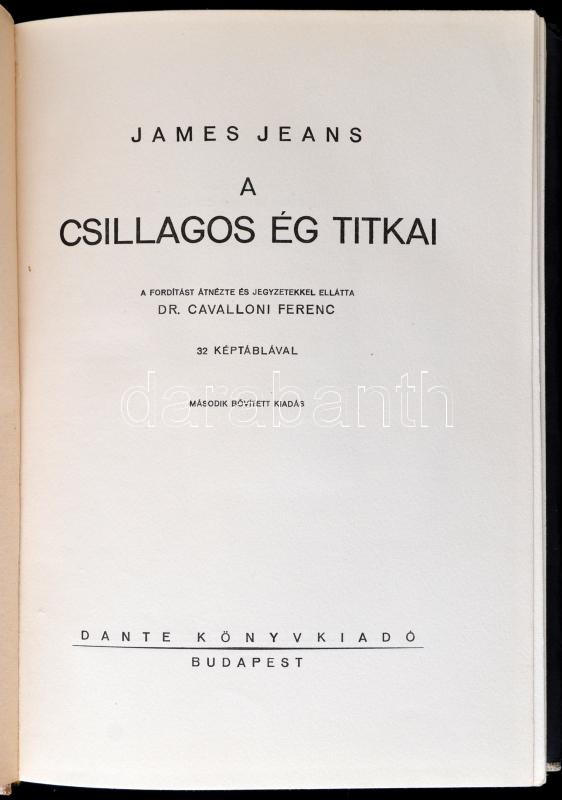 JAMES JEANS
A
CSILLAGOS ÉG TITKAI
A FORDÍTÁST ÁTNÉZTE ÉS JEGYZETEKKEL ELLÁTTA
DR. CAVALLONI FERENC
32 KÉPTÁBLÁVAL
darabanth
MÁSODIK BŐVÍTETT KIADÁS
DANTE KÖNYVKIADÓ
BUDAPEST